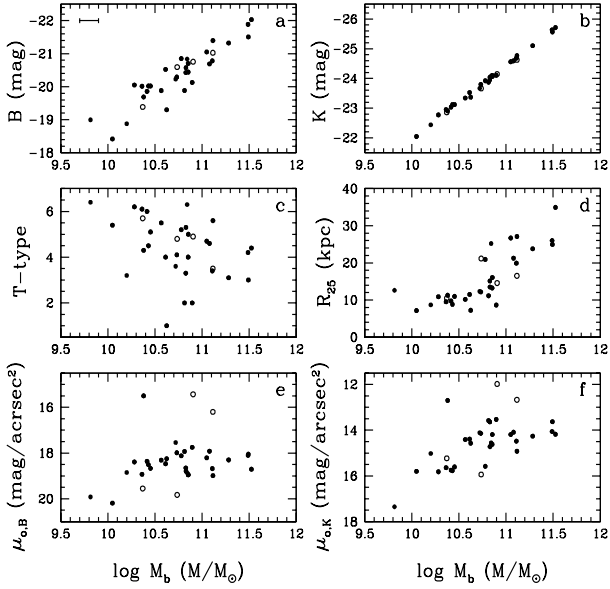 -22
-21
-20
-19
-18
B (mag)
a
9.5 10 10.5 11 11.5 12
-26
-25
-24
-23
-22
K (mag)
b
9.5 10 10.5 11 11.5 12
6
4
2
T-type
c
9.5 10 10.5 11 11.5 12
40
30
20
10
0
R25 (kpc)
d
9.5 10 10.5 11 11.5 12
16
18
20
μo,B (mag/acrsec2)
e
9.5 10 10.5 11 11.5 12
log Mb (M/M⊙)
12
14
16
18
μo,K (mag/arcsec2)
f
9.5 10 10.5 11 11.5 12
log Mb (M/M⊙)